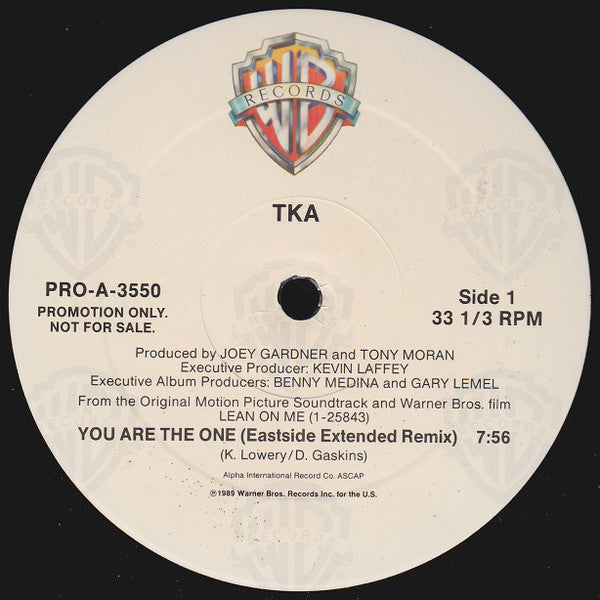 WB
RECORDS
TKA
PRO-A-3550
PROMOTION ONLY.
NOT FOR SALE.
Side 1
33 1/3 RPM
Produced by JOEY GARDNER and TONY MORAN
Executive Producer: KEVIN LAFFEY
Executive Album Producers: BENNY MEDINA and GARY LEMEL
From the Original Motion Picture Soundtrack and Warner Bros. film
LEAN ON ME (1-25843)
YOU ARE THE ONE (Eastside Extended Remix) 7:56
(K. Lowery/D. Gaskins)
Alpha International Record Co. ASCAP
℗1989 Warner Bros. Records Inc. for the U.S.